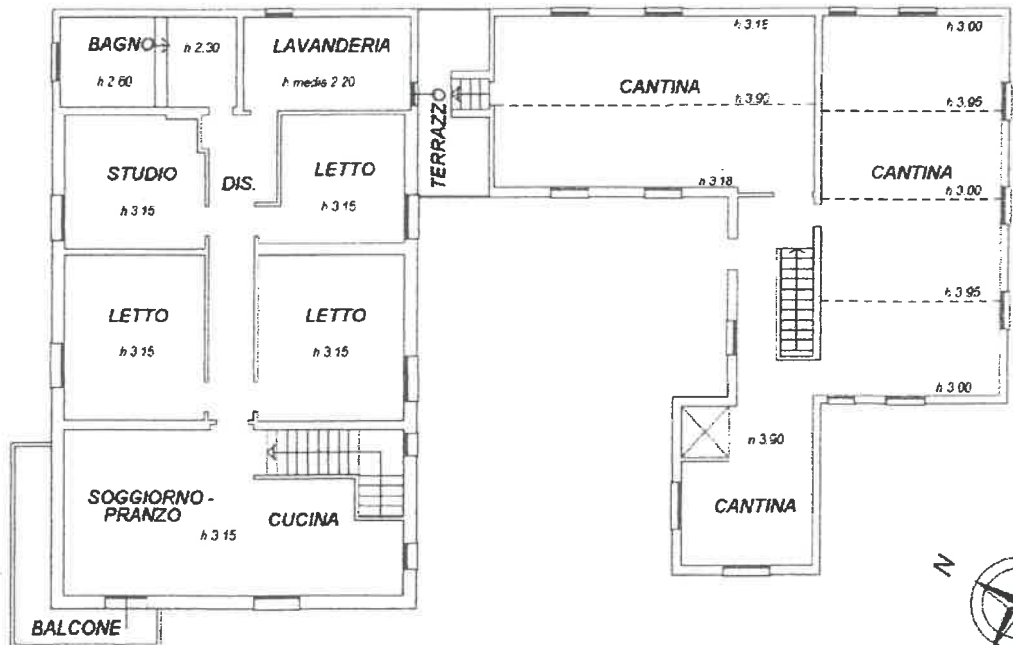 BAGNO
h 2.60
h 2.30
LAVANDERIA
h media 2.20
TERRAZZO
CANTINA
h 3.18
h 3.90
h 3.18
h 3.00
h 3.95
CANTINA
h 3.00
h 3.95
h 3.00
STUDIO
h 3.15
DIS.
LETTO
h 3.15
LETTO
h 3.15
LETTO
h 3.15
h 3.90
CANTINA
SOGGIORNO -
PRANZO
h 3.15
CUCINA
BALCONE
N